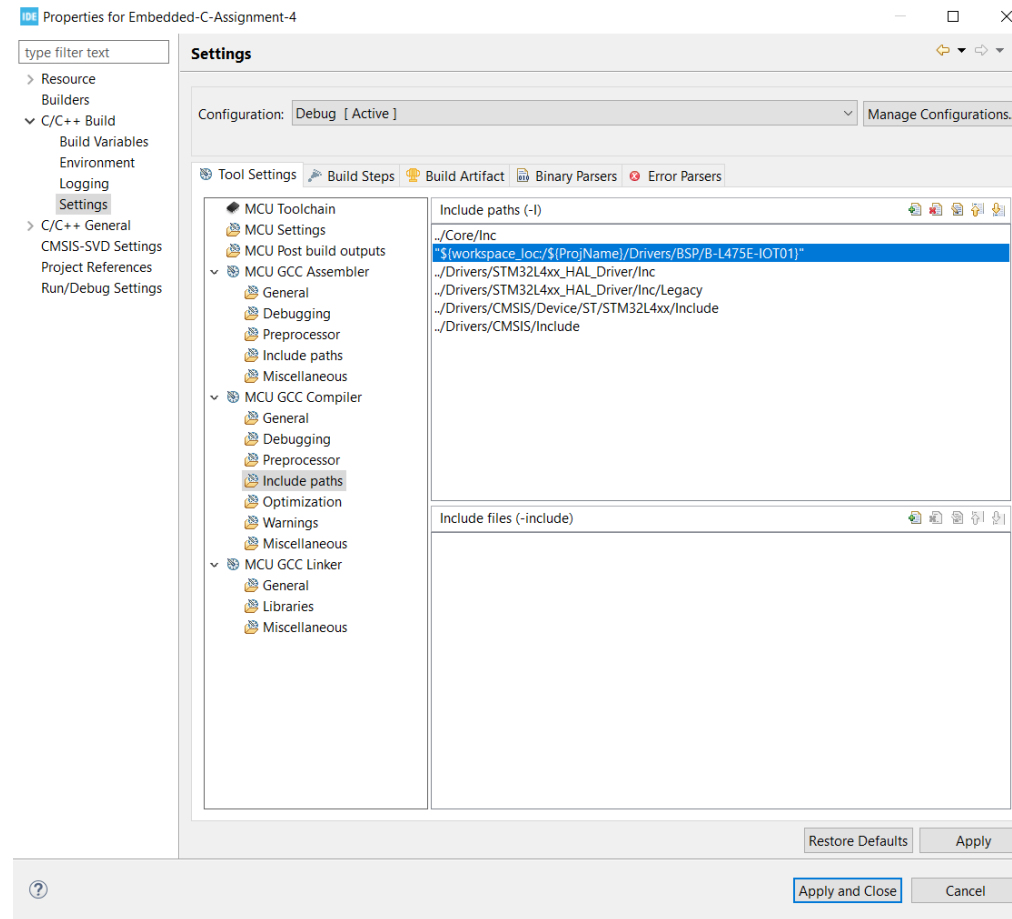 IDE Properties for Embedded-C-Assignment-4
type filter text
Resource
Builders
C/C++ Build
Build Variables
Environment
Logging
Settings
C/C++ General
CMSIS-SVD Settings
Project References
Run/Debug Settings
Settings
Configuration: Debug [ Active ]
Manage Configurations.
Tool Settings
Build Steps
Build Artifact
Binary Parsers
Error Parsers
MCU Toolchain
MCU Settings
MCU Post build outputs
MCU GCC Assembler
General
Debugging
Preprocessor
Include paths
Miscellaneous
MCU GCC Compiler
General
Debugging
Preprocessor
Include paths
Optimization
Warnings
Miscellaneous
MCU GCC Linker
General
Libraries
Miscellaneous
Include paths (-I)
../Core/Inc
"${workspace_loc:/${ProjName}/Drivers/BSP/B-L475E-IOT01}"
../Drivers/STM32L4xx_HAL_Driver/Inc
../Drivers/STM32L4xx_HAL_Driver/Inc/Legacy
../Drivers/CMSIS/Device/ST/STM32L4xx/Include
../Drivers/CMSIS/Include
Include files (-include)
Restore Defaults
Apply
Apply and Close
Cancel